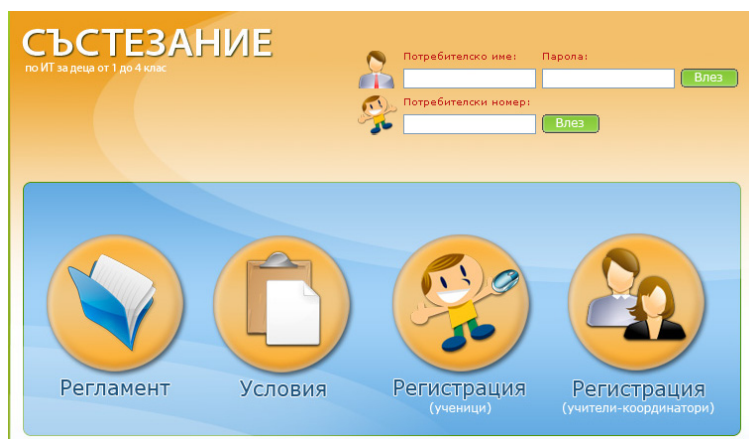 СЪСТЕЗАНИЕ
по ИТ за деца от 1 до 4 клас
Потребителско име: Парола:
Влез
Потребителски номер:
Влез
Регламент Условия Регистрация Регистрация
(ученици) (учители-координатори)